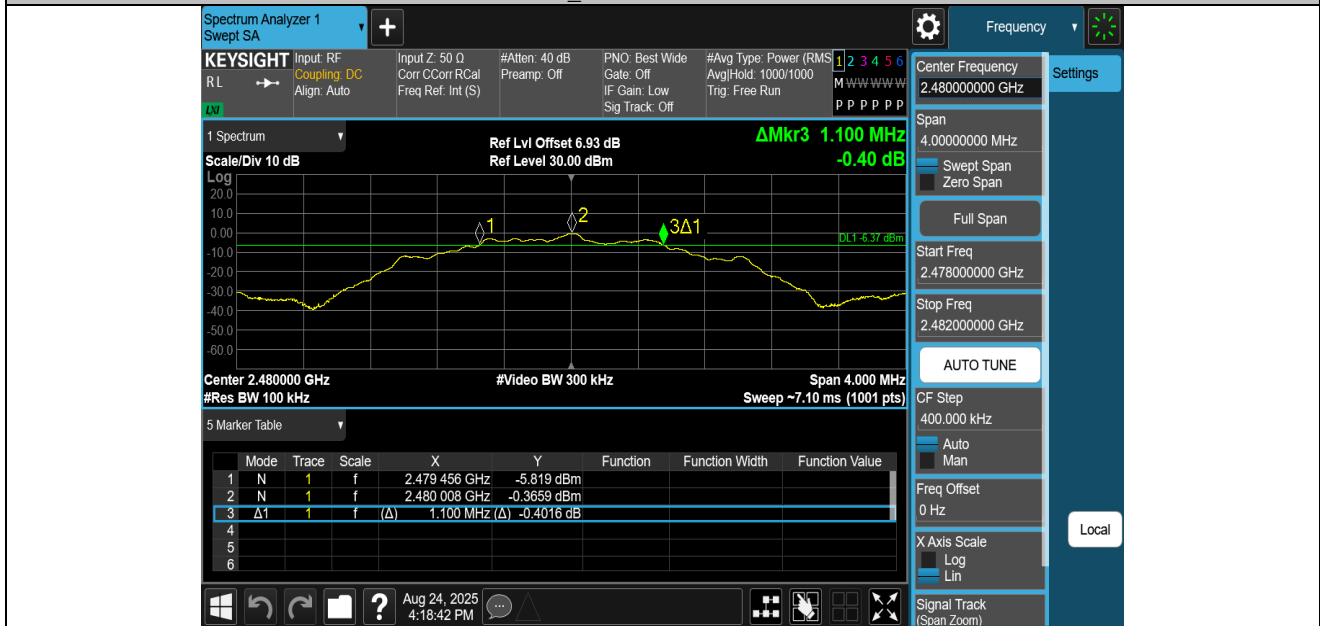 Spectrum Analyzer 1
Swept SA
+
Frequency
KEYSIGHT
RL
LXI
Input: RF
Coupling: DC
Align: Auto
Input Z: 50 Ω
Corr CCorr RCal
Freq Ref: Int (S)
#Atten: 40 dB
Preamp: Off
PNO: Best Wide
Gate: Off
IF Gain: Low
Sig Track: Off
#Avg Type: Power (RMS
Avg|Hold: 1000/1000
Trig: Free Run
1 2 3 4 5 6
M W W W W W
P P P P P P
1 Spectrum
Scale/Div 10 dB
Ref Lvl Offset 6.93 dB
Ref Level 30.00 dBm
ΔMkr3 1.100 MHz
-0.40 dB
Log
20.0
10.0
0.00
-10.0
-20.0
-30.0
-40.0
-50.0
-60.0
1
2
3Δ1
DL1 -6.37 dBm
Center 2.480000 GHz
#Video BW 300 kHz
Span 4.000 MHz
#Res BW 100 kHz
Sweep ~7.10 ms (1001 pts)
5 Marker Table
Mode Trace Scale X Y Function Function Width Function Value
1 N 1 f 2.479 456 GHz -5.819 dBm
2 N 1 f 2.480 008 GHz -0.3659 dBm
3 Δ1 1 f (Δ) 1.100 MHz (Δ) -0.4016 dB
4
5
6
Aug 24, 2025
4:18:42 PM
?
Center Frequency
2.480000000 GHz
Settings
Span
4.00000000 MHz
Swept Span
Zero Span
Full Span
Start Freq
2.478000000 GHz
Stop Freq
2.482000000 GHz
AUTO TUNE
CF Step
400.000 kHz
Auto
Man
Freq Offset
0 Hz
X Axis Scale
Log
Lin
Local
Signal Track
(Span Zoom)